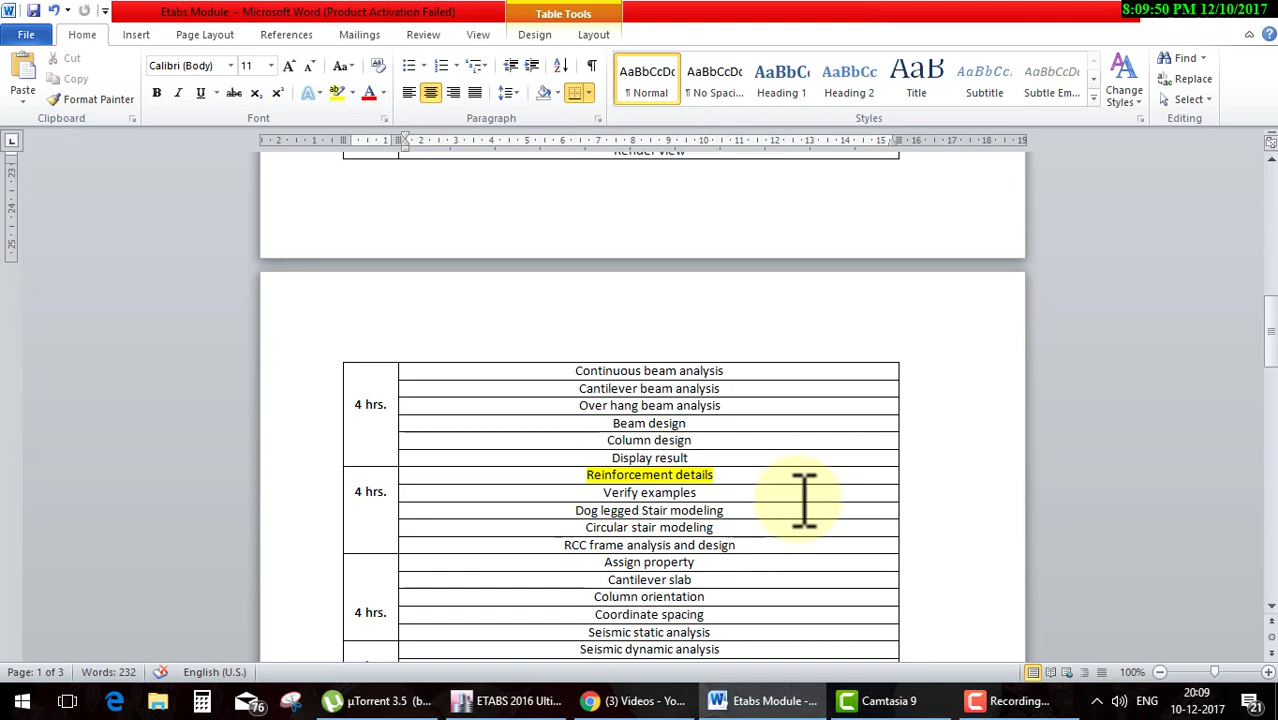 Etabs Module - Microsoft Word (Product Activation Failed)
Table Tools
8:09:50 PM 12/10/2017
File
Home
Insert
Page Layout
References
Mailings
Review
View
Design
Layout
Cut
Copy
Format Painter
Paste
Clipboard
Calibri (Body)
11
Font
Paragraph
AaBbCcDc
¶ Normal
AaBbCcDc
¶ No Spaci...
AaBbCc
Heading 1
AaBbCc
Heading 2
AaB
Title
AaBbCcL
Subtitle
AaBbCcDc
Subtle Em...
Change
Styles
Styles
Find
Replace
Select
Editing
Render view
4 hrs.
Continuous beam analysis
Cantilever beam analysis
Over hang beam analysis
Beam design
Column design
Display result
4 hrs.
Reinforcement details
Verify examples
Dog legged Stair modeling
Circular stair modeling
RCC frame analysis and design
4 hrs.
Assign property
Cantilever slab
Column orientation
Coordinate spacing
Seismic static analysis
Seismic dynamic analysis
Page: 1 of 3
Words: 232
English (U.S.)
100%
76
µTorrent 3.5 (b...
ETABS 2016 Ulti...
(3) Videos - Yo...
Etabs Module -...
Camtasia 9
Recording...
ENG
20:09
10-12-2017
21